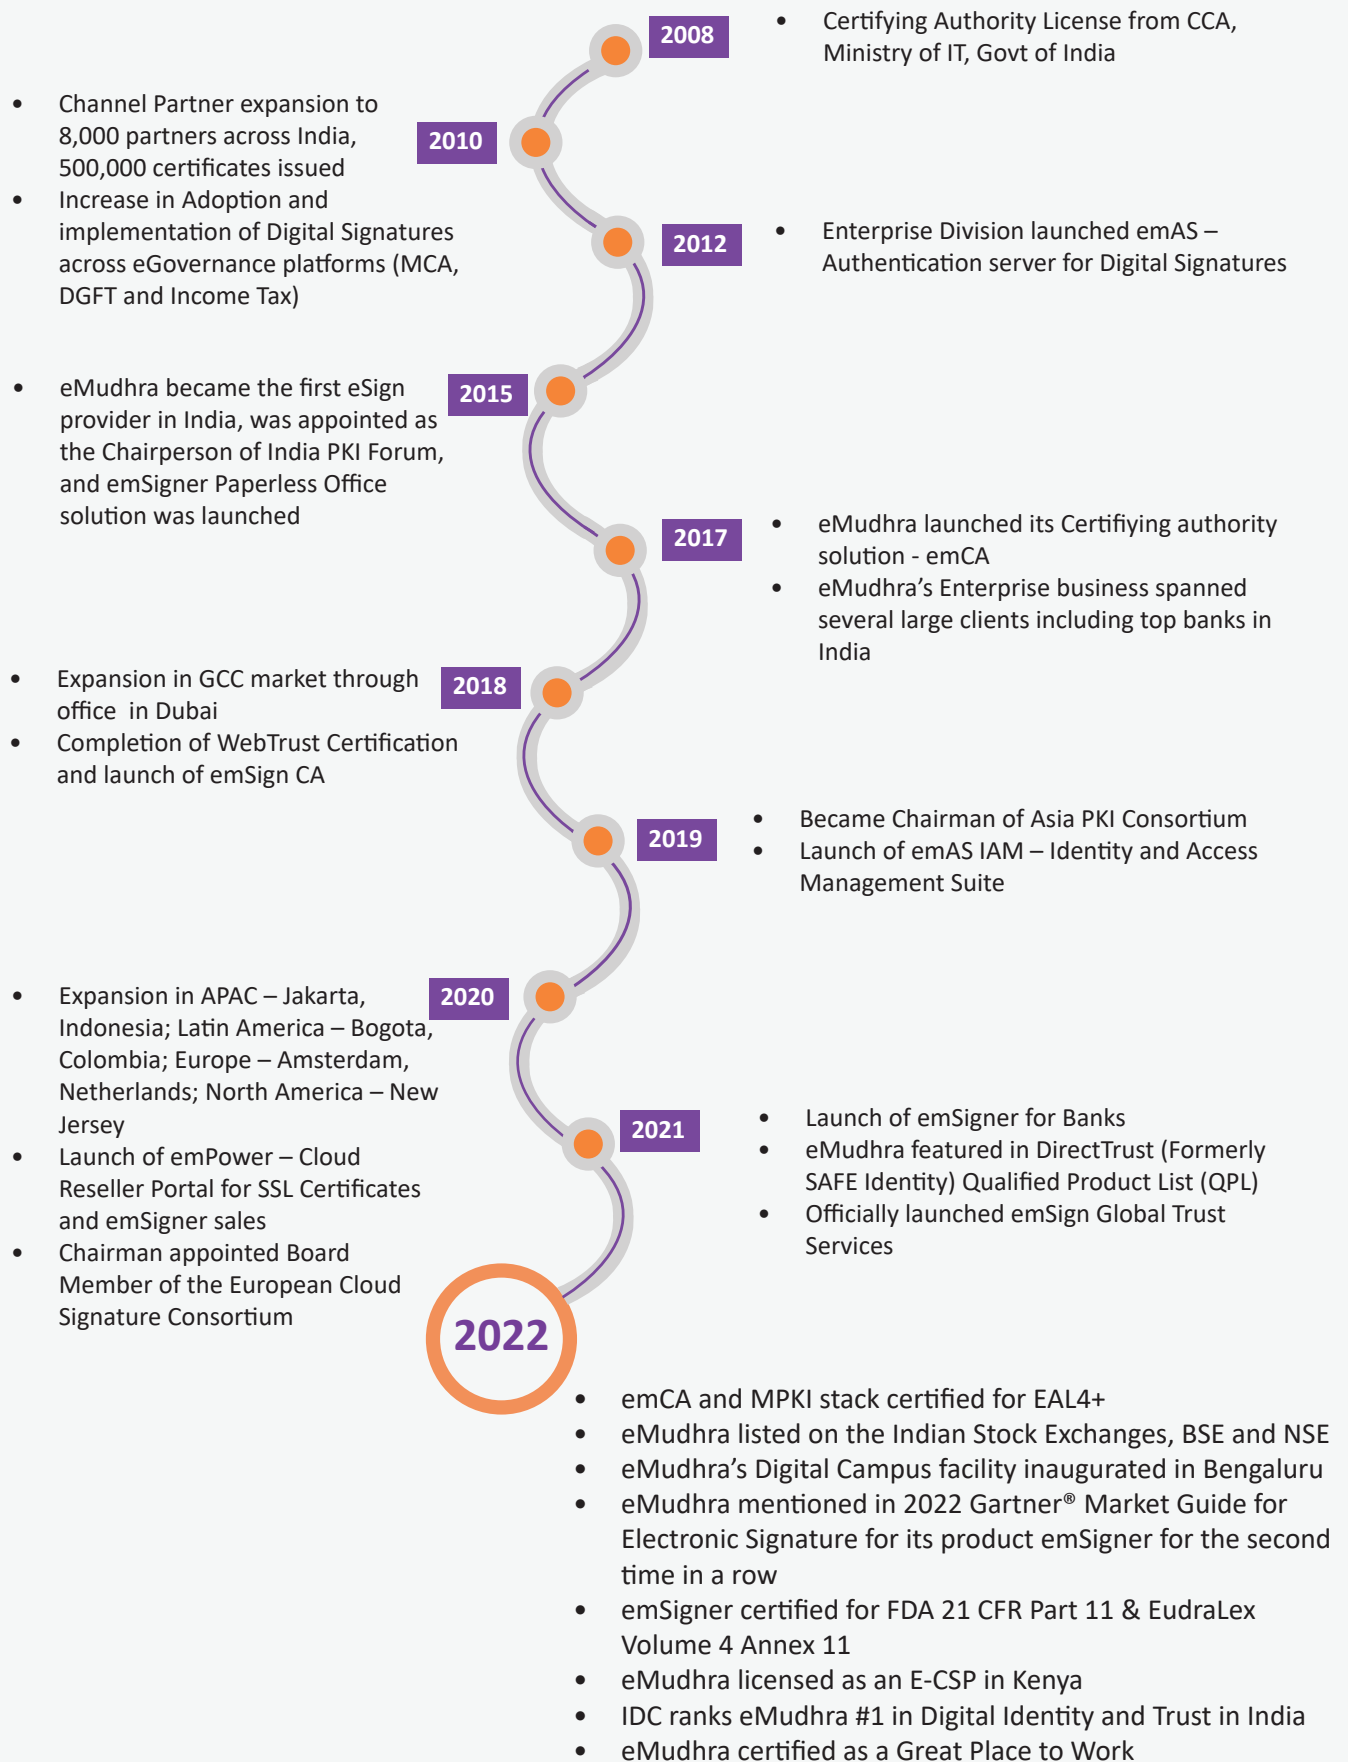 2008
• Certifying Authority License from CCA,
Ministry of IT, Govt of India
2010
• Channel Partner expansion to
8,000 partners across India,
500,000 certificates issued
• Increase in Adoption and
implementation of Digital Signatures
across eGovernance platforms (MCA,
DGFT and Income Tax)
2012
• Enterprise Division launched emAS –
Authentication server for Digital Signatures
2015
• eMudhra became the first eSign
provider in India, was appointed as
the Chairperson of India PKI Forum,
and emSigner Paperless Office
solution was launched
2017
• eMudhra launched its Certifiying authority
solution - emCA
• eMudhra’s Enterprise business spanned
several large clients including top banks in
India
2018
• Expansion in GCC market through
office in Dubai
• Completion of WebTrust Certification
and launch of emSign CA
2019
• Became Chairman of Asia PKI Consortium
• Launch of emAS IAM – Identity and Access
Management Suite
2020
• Expansion in APAC – Jakarta,
Indonesia; Latin America – Bogota,
Colombia; Europe – Amsterdam,
Netherlands; North America – New
Jersey
• Launch of emPower – Cloud
Reseller Portal for SSL Certificates
and emSigner sales
• Chairman appointed Board
Member of the European Cloud
Signature Consortium
2021
• Launch of emSigner for Banks
• eMudhra featured in DirectTrust (Formerly
SAFE Identity) Qualified Product List (QPL)
• Officially launched emSign Global Trust
Services
2022
• emCA and MPKI stack certified for EAL4+
• eMudhra listed on the Indian Stock Exchanges, BSE and NSE
• eMudhra’s Digital Campus facility inaugurated in Bengaluru
• eMudhra mentioned in 2022 Gartner® Market Guide for
Electronic Signature for its product emSigner for the second
time in a row
• emSigner certified for FDA 21 CFR Part 11 & EudraLex
Volume 4 Annex 11
• eMudhra licensed as an E-CSP in Kenya
• IDC ranks eMudhra #1 in Digital Identity and Trust in India
• eMudhra certified as a Great Place to Work